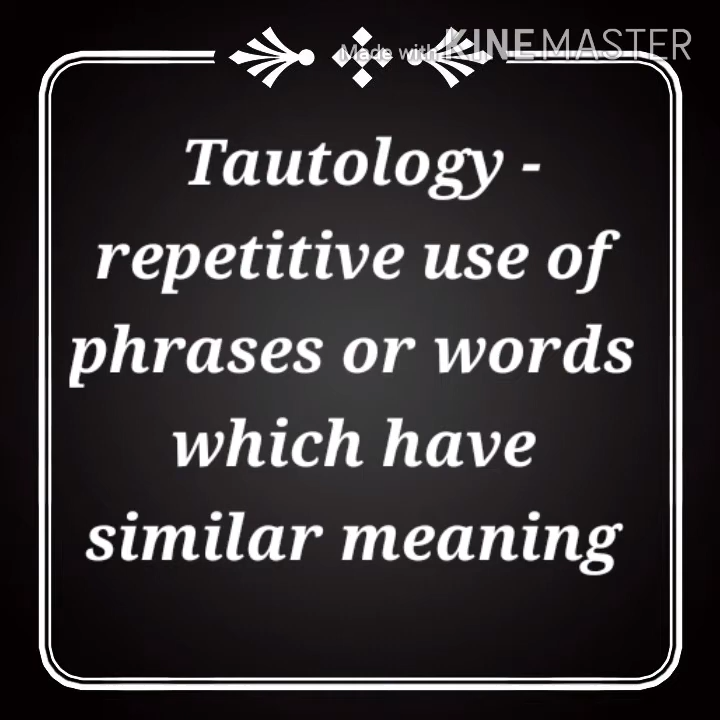 Made with KINEMASTER
Tautology -
repetitive use of
phrases or words
which have
similar meaning